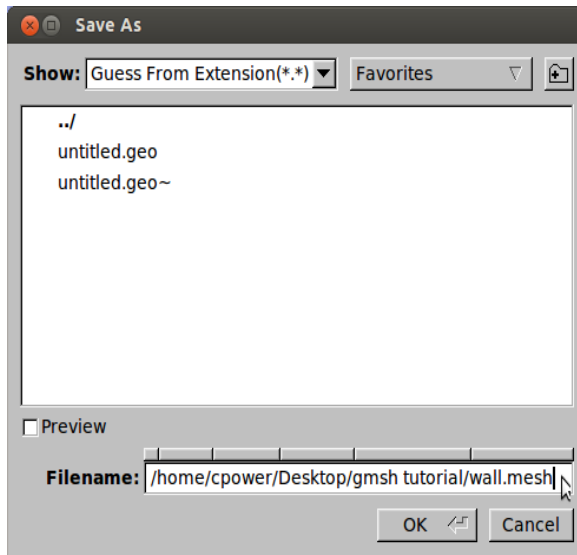 Save As
Show: Guess From Extension(*.*) Favorites
../
untitled.geo
untitled.geo~
Preview
Filename: /home/cpower/Desktop/gmsh tutorial/wall.mesh
OK Cancel